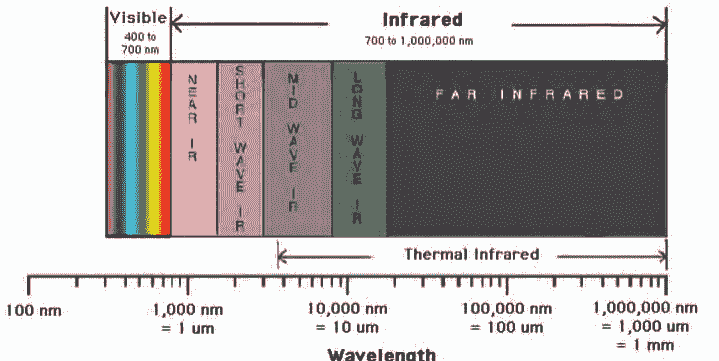 Visible
400 to
700 nm
Infrared
700 to 1,000,000 nm
NEAR IR
SHORT WAVE IR
MID WAVE IR
LONG WAVE IR
FAR INFRARED
Thermal Infrared
100 nm
1,000 nm
= 1 um
10,000 nm
= 10 um
100,000 nm
= 100 um
1,000,000 nm
= 1,000 um
= 1 mm
Wavelength